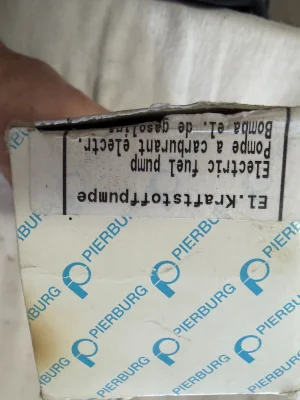 El.Kraftstoffpumpe
Electric fuel pump
Pompe a carburant electr.
Bomba el. de gasolina
PIERBURG
PIERBURG
PIERBURG
PIERBURG
PIERBURG
PIERBURG
PIERBURG
PIERBURG